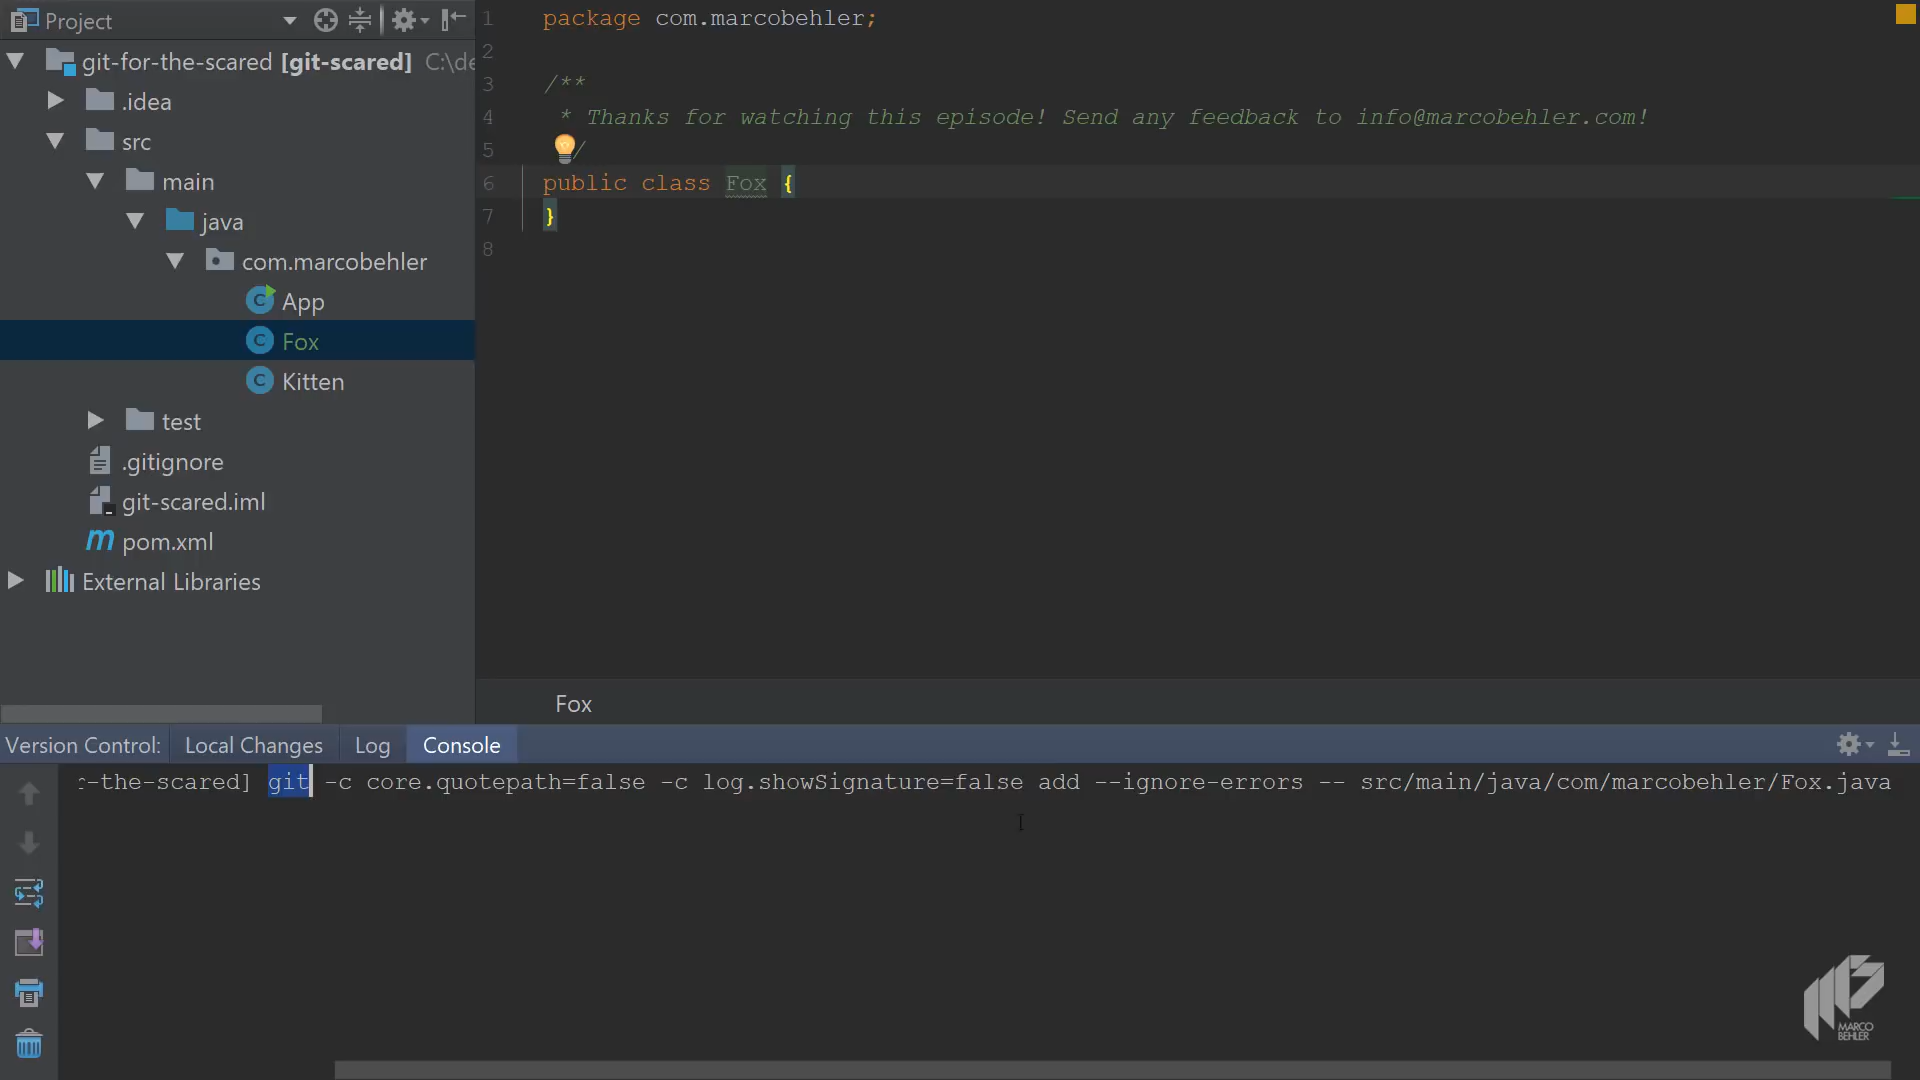 Project
git-for-the-scared [git-scared] C:\de
.idea
src
main
java
com.marcobehler
App
Fox
Kitten
test
.gitignore
git-scared.iml
pom.xml
External Libraries
1 package com.marcobehler;
2
3 /**
4 * Thanks for watching this episode! Send any feedback to info@marcobehler.com!
5 /
6 public class Fox {
7 }
8
Fox
Version Control: Local Changes Log Console
-the-scared] git -c core.quotepath=false -c log.showSignature=false add --ignore-errors -- src/main/java/com/marcobehler/Fox.java
MARCO
BEHLER